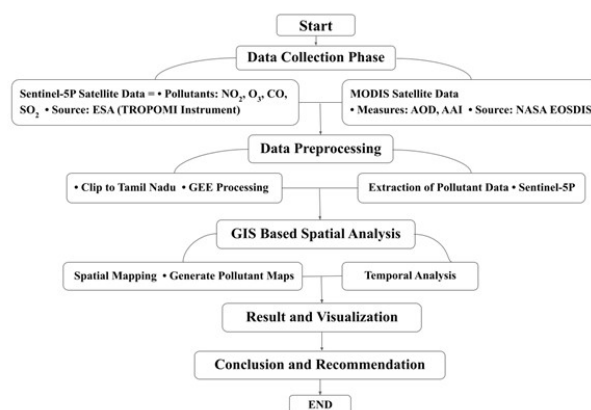 Start
Data Collection Phase
Sentinel-5P Satellite Data = • Pollutants: NO₂, O₃, CO,
SO₂ • Source: ESA (TROPOMI Instrument)
MODIS Satellite Data
• Measures: AOD, AAI • Source: NASA EOSDIS
Data Preprocessing
• Clip to Tamil Nadu • GEE Processing
Extraction of Pollutant Data • Sentinel-5P
GIS Based Spatial Analysis
Spatial Mapping • Generate Pollutant Maps
Temporal Analysis
Result and Visualization
Conclusion and Recommendation
END